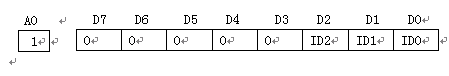 A0 D7 D6 D5 D4 D3 D2 D1 D0
1 0 0 0 0 0 ID2 ID1 ID0